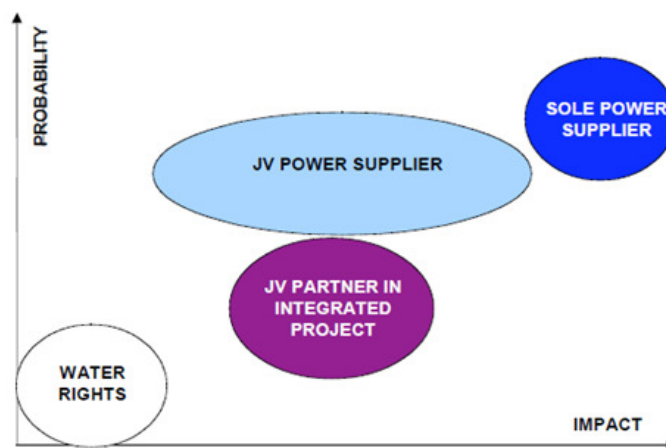 PROBABILITY
SOLE POWER
SUPPLIER
JV POWER SUPPLIER
JV PARTNER IN
INTEGRATED
PROJECT
WATER
RIGHTS
IMPACT